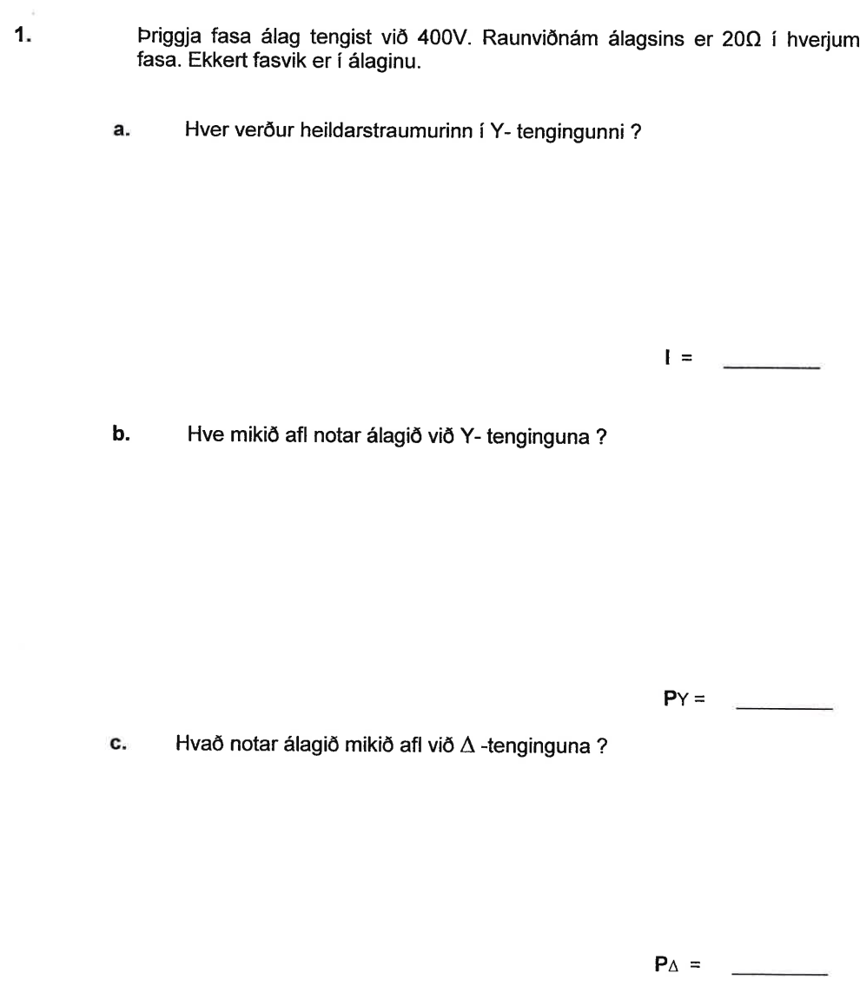 1. Þriggja fasa álag tengist við 400V. Raunviðnám álagsins er 20Ω í hverjum
fasa. Ekkert fasvik er í álaginu.
a. Hver verður heildarstraumurinn í Y- tengingunni ?
I = ________
b. Hve mikið afl notar álagið við Y- tenginguna ?
PY = ________
c. Hvað notar álagið mikið afl við Δ -tenginguna ?
PΔ = ________